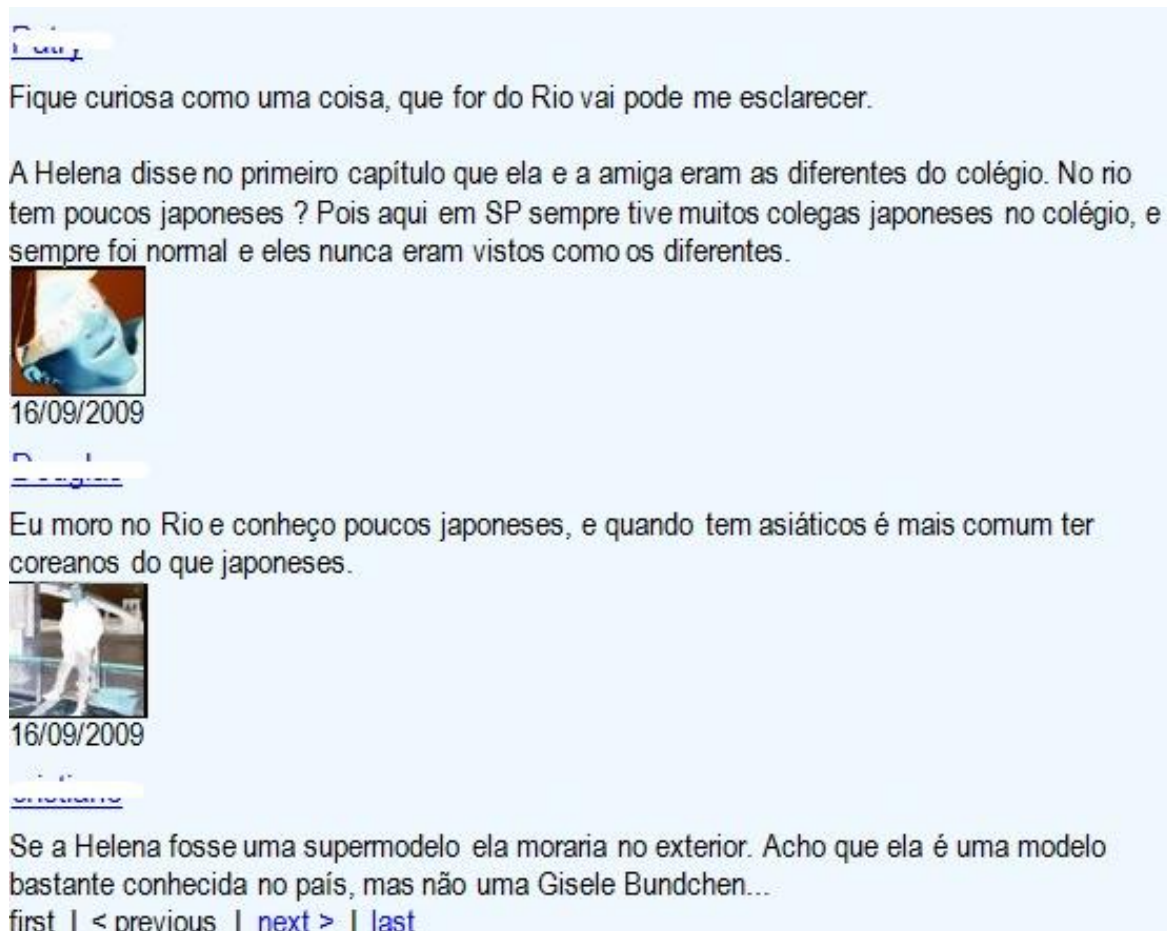 Fique curiosa como uma coisa, que for do Rio vai pode me esclarecer.
A Helena disse no primeiro capítulo que ela e a amiga eram as diferentes do colégio. No rio
tem poucos japoneses ? Pois aqui em SP sempre tive muitos colegas japoneses no colégio, e
sempre foi normal e eles nunca eram vistos como os diferentes.
16/09/2009
Eu moro no Rio e conheço poucos japoneses, e quando tem asiáticos é mais comum ter
coreanos do que japoneses.
16/09/2009
Se a Helena fosse uma supermodelo ela moraria no exterior. Acho que ela é uma modelo
bastante conhecida no país, mas não uma Gisele Bundchen...
first | < previous | next > | last